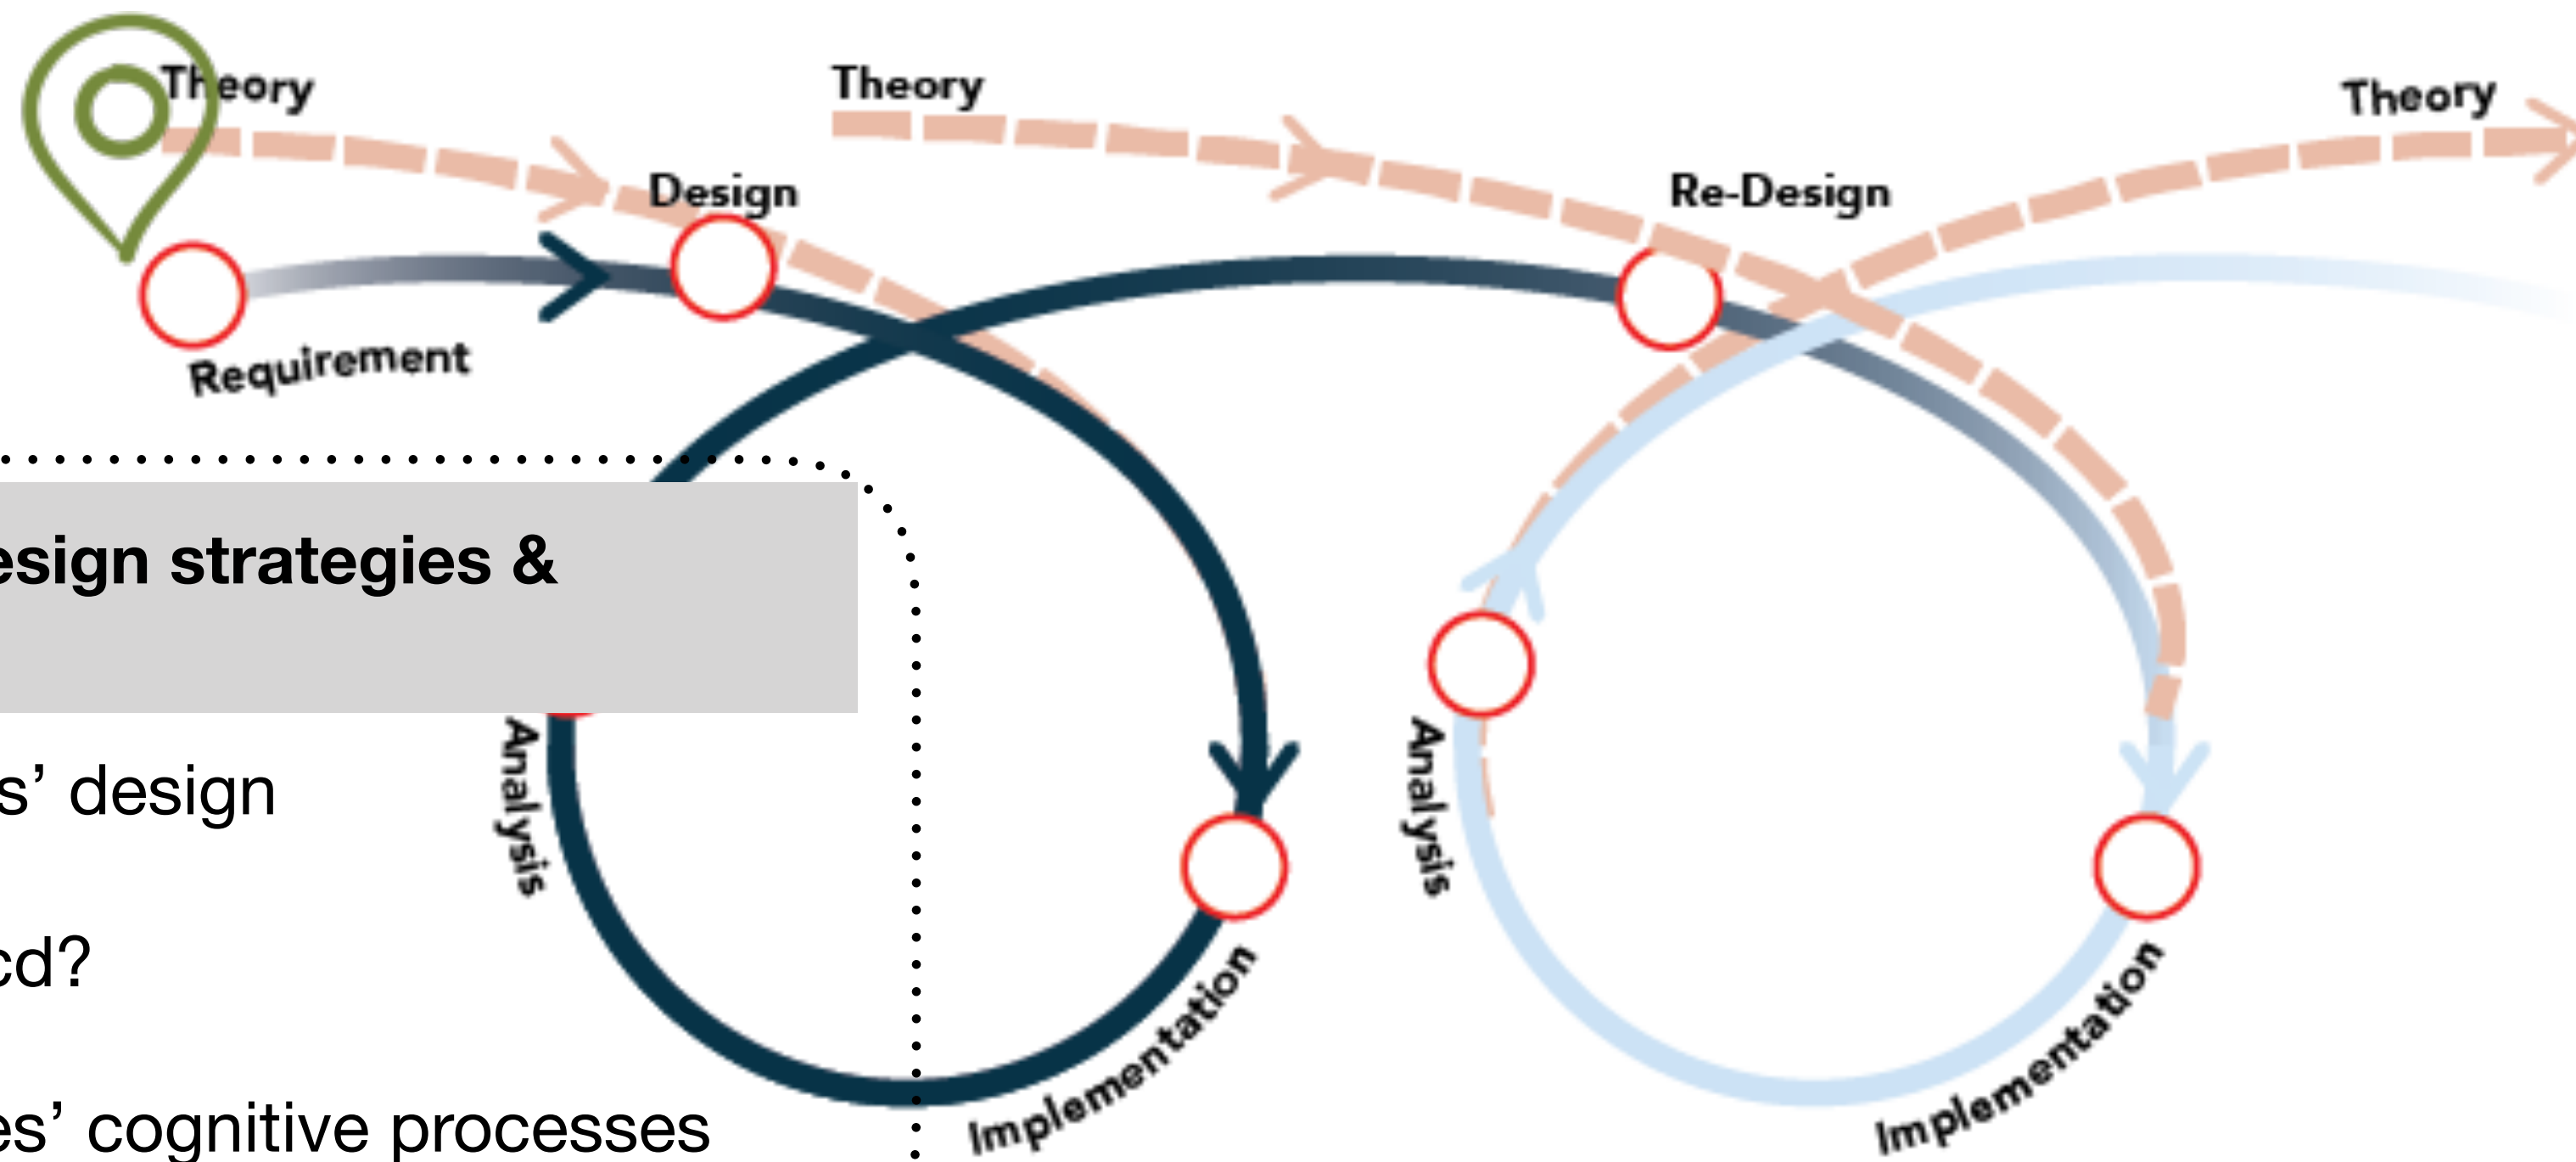 Theory
Theory
Theory
Design
Re-Design
Requirement
esign strategies &
s’ design
cd?
es’ cognitive processes
Analysis
Implementation
Analysis
Implementation